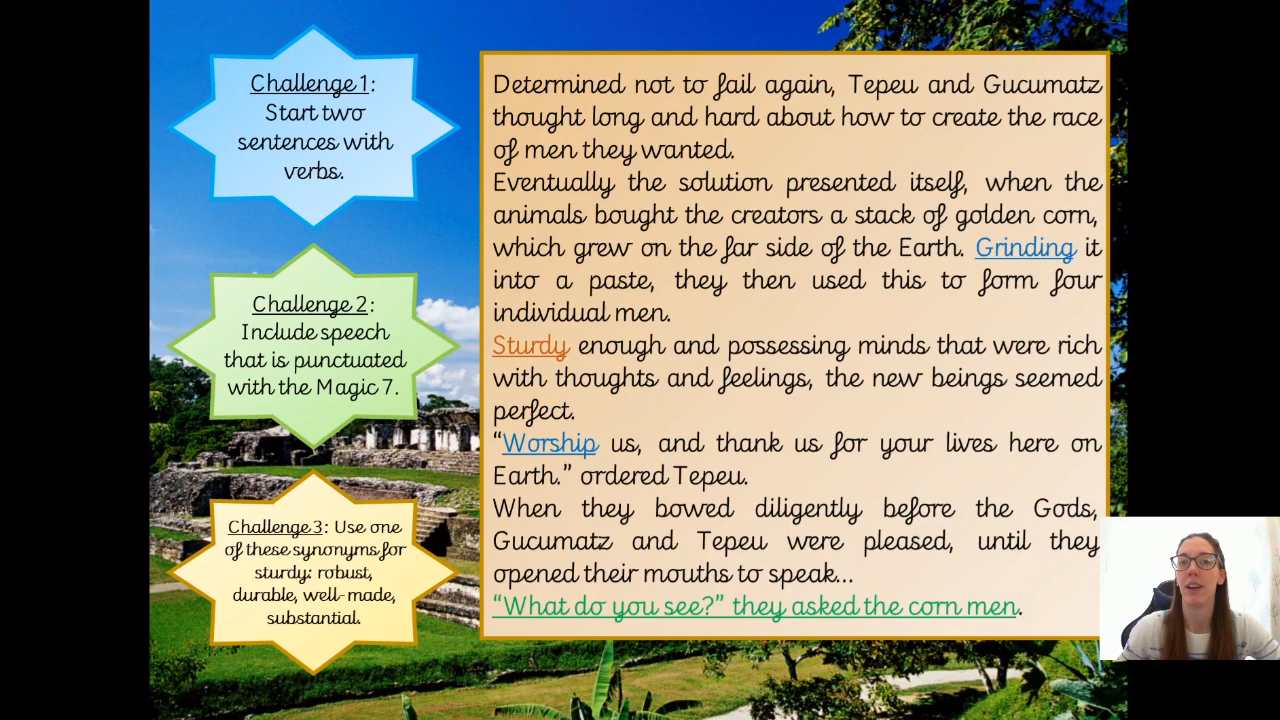 Challenge 1:
Start two
sentences with
verbs.
Challenge 2:
Include speech
that is punctuated
with the Magic 7.
Challenge 3: Use one
of these synonyms for
sturdy: robust,
durable, well-made,
substantial.
Determined not to fail again, Tepeu and Gucumatz
thought long and hard about how to create the race
of men they wanted.
Eventually the solution presented itself, when the
animals bought the creators a stack of golden corn,
which grew on the far side of the Earth. Grinding it
into a paste, they then used this to form four
individual men.
Sturdy enough and possessing minds that were rich
with thoughts and feelings, the new beings seemed
perfect.
“Worship us, and thank us for your lives here on
Earth.” ordered Tepeu.
When they bowed diligently before the Gods,
Gucumatz and Tepeu were pleased, until they
opened their mouths to speak...
“What do you see?” they asked the corn men.